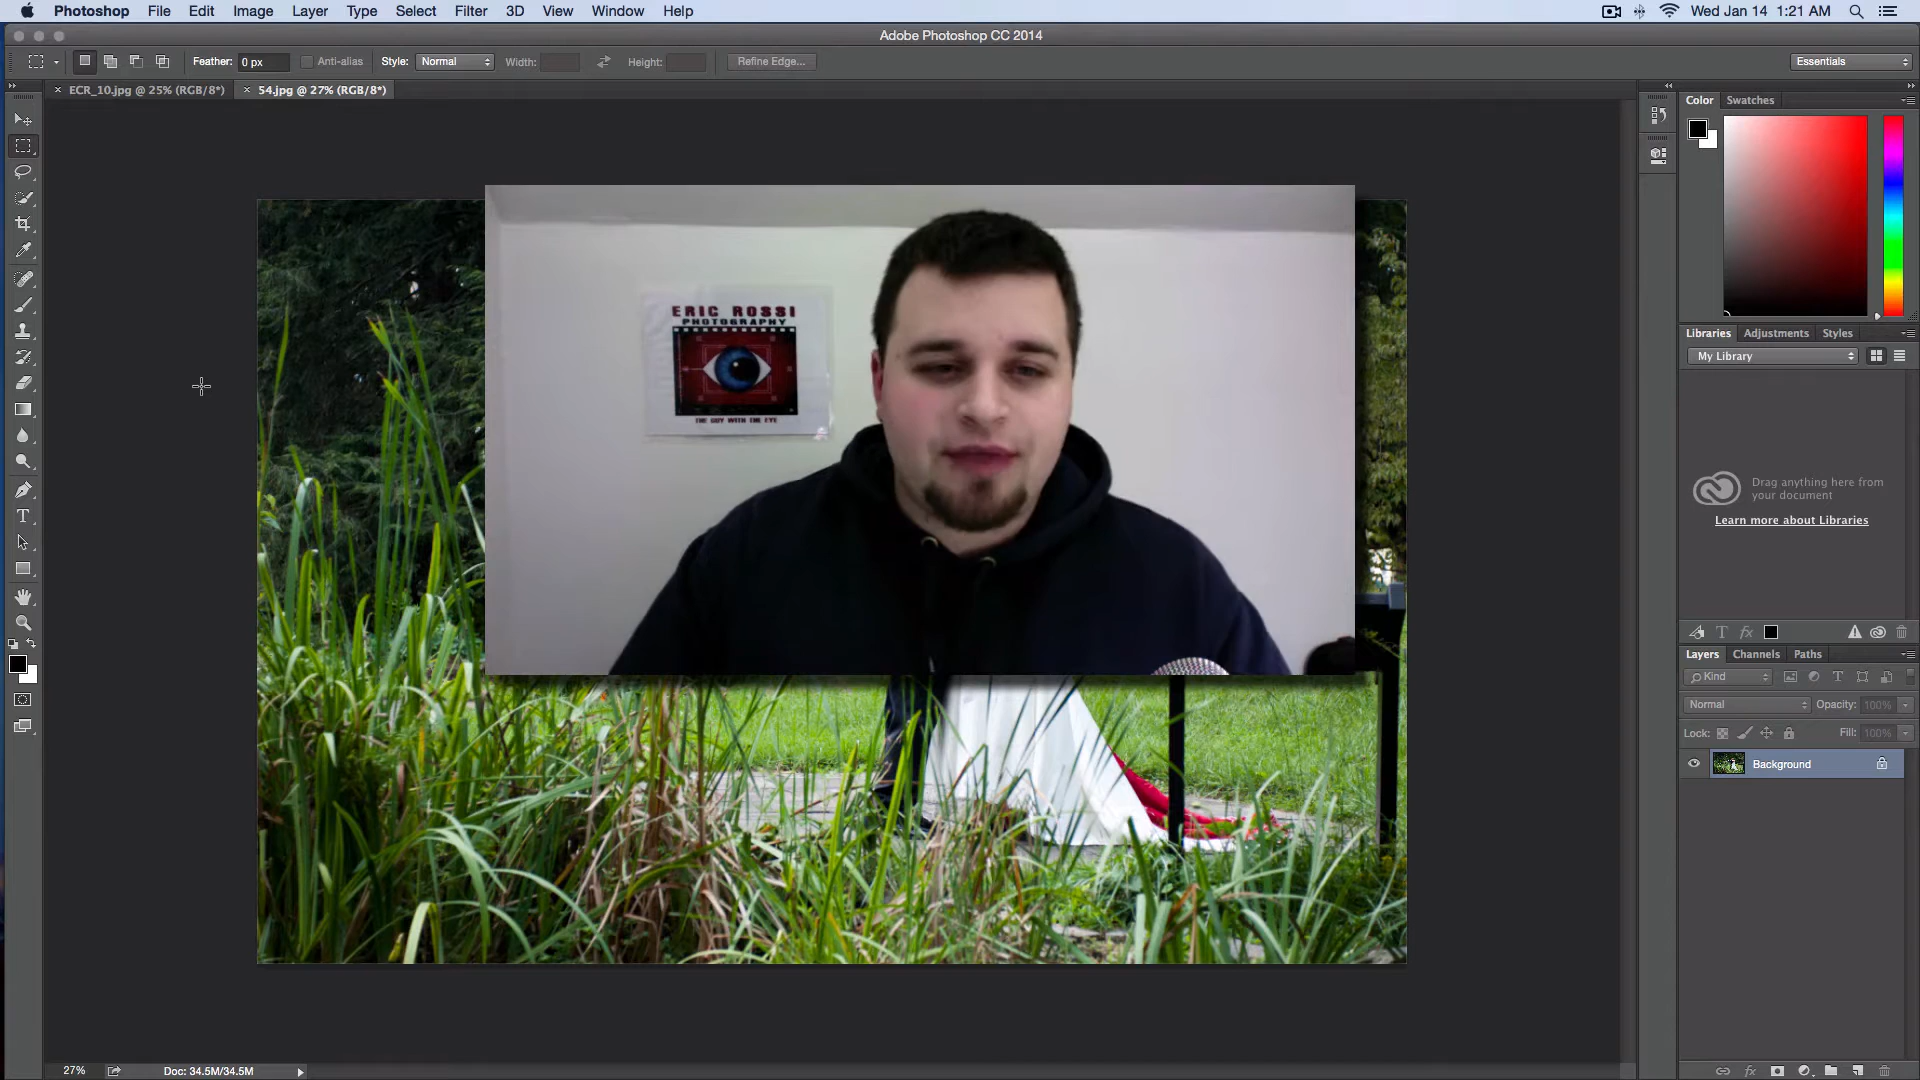 Photoshop File Edit Image Layer Type Select Filter 3D View Window Help Wed Jan 14 1:21 AM
Adobe Photoshop CC 2014
Feather: 0 px Anti-alias Style: Normal Width: Height: Refine Edge... Essentials
ECR_10.jpg @ 25% (RGB/8*) 54.jpg @ 27% (RGB/8*)
Color Swatches
ERIC ROSSI
PHOTOGRAPHY
THE GUY WITH THE EYE
Libraries Adjustments Styles
My Library
Drag anything here from
your document
Learn more about Libraries
Layers Channels Paths
Kind
Normal Opacity: 100%
Lock: Fill: 100%
Background
27% Doc: 34.5M/34.5M